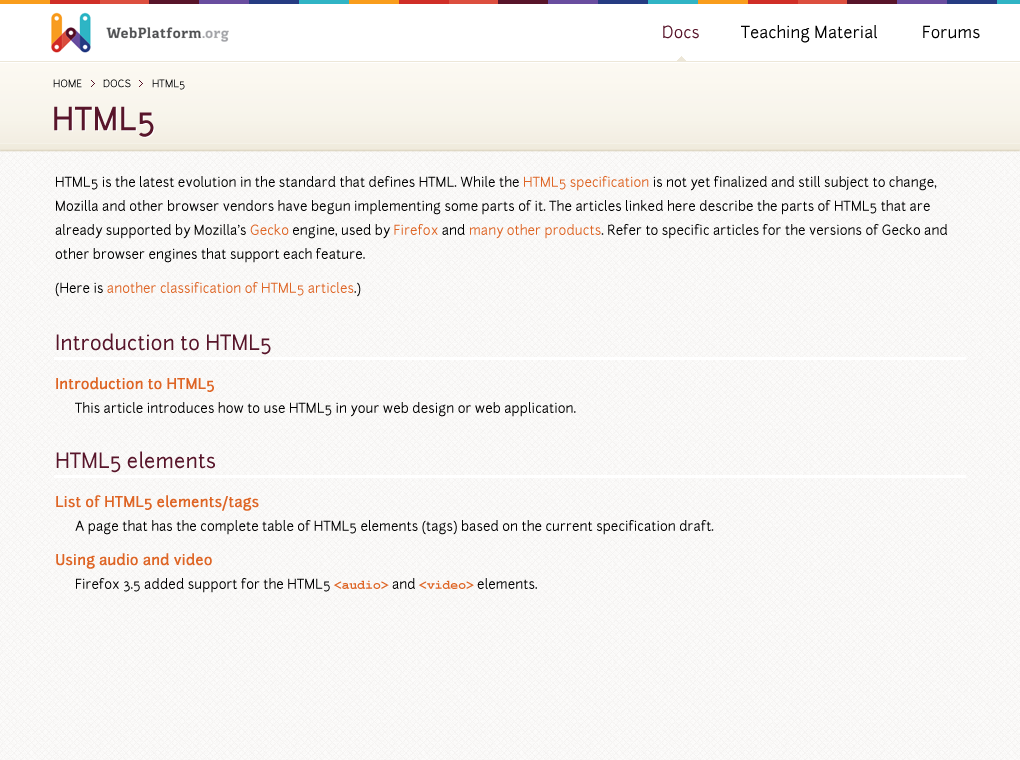 WebPlatform.org
Docs Teaching Material Forums
HOME > DOCS > HTML5
HTML5
HTML5 is the latest evolution in the standard that defines HTML. While the HTML5 specification is not yet finalized and still subject to change,
Mozilla and other browser vendors have begun implementing some parts of it. The articles linked here describe the parts of HTML5 that are
already supported by Mozilla's Gecko engine, used by Firefox and many other products. Refer to specific articles for the versions of Gecko and
other browser engines that support each feature.
(Here is another classification of HTML5 articles.)
Introduction to HTML5
Introduction to HTML5
This article introduces how to use HTML5 in your web design or web application.
HTML5 elements
List of HTML5 elements/tags
A page that has the complete table of HTML5 elements (tags) based on the current specification draft.
Using audio and video
Firefox 3.5 added support for the HTML5 <audio> and <video> elements.